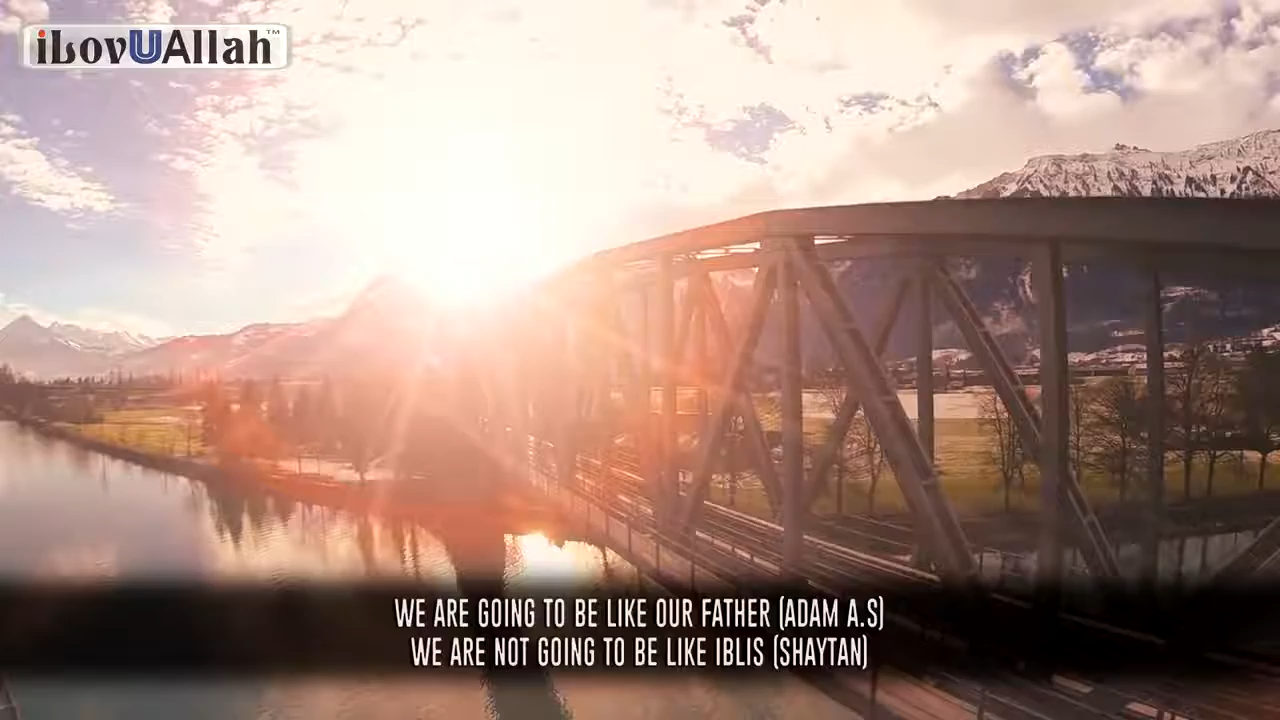 iLovUAllah™
WE ARE GOING TO BE LIKE OUR FATHER (ADAM A.S)
WE ARE NOT GOING TO BE LIKE IBLIS (SHAYTAN)